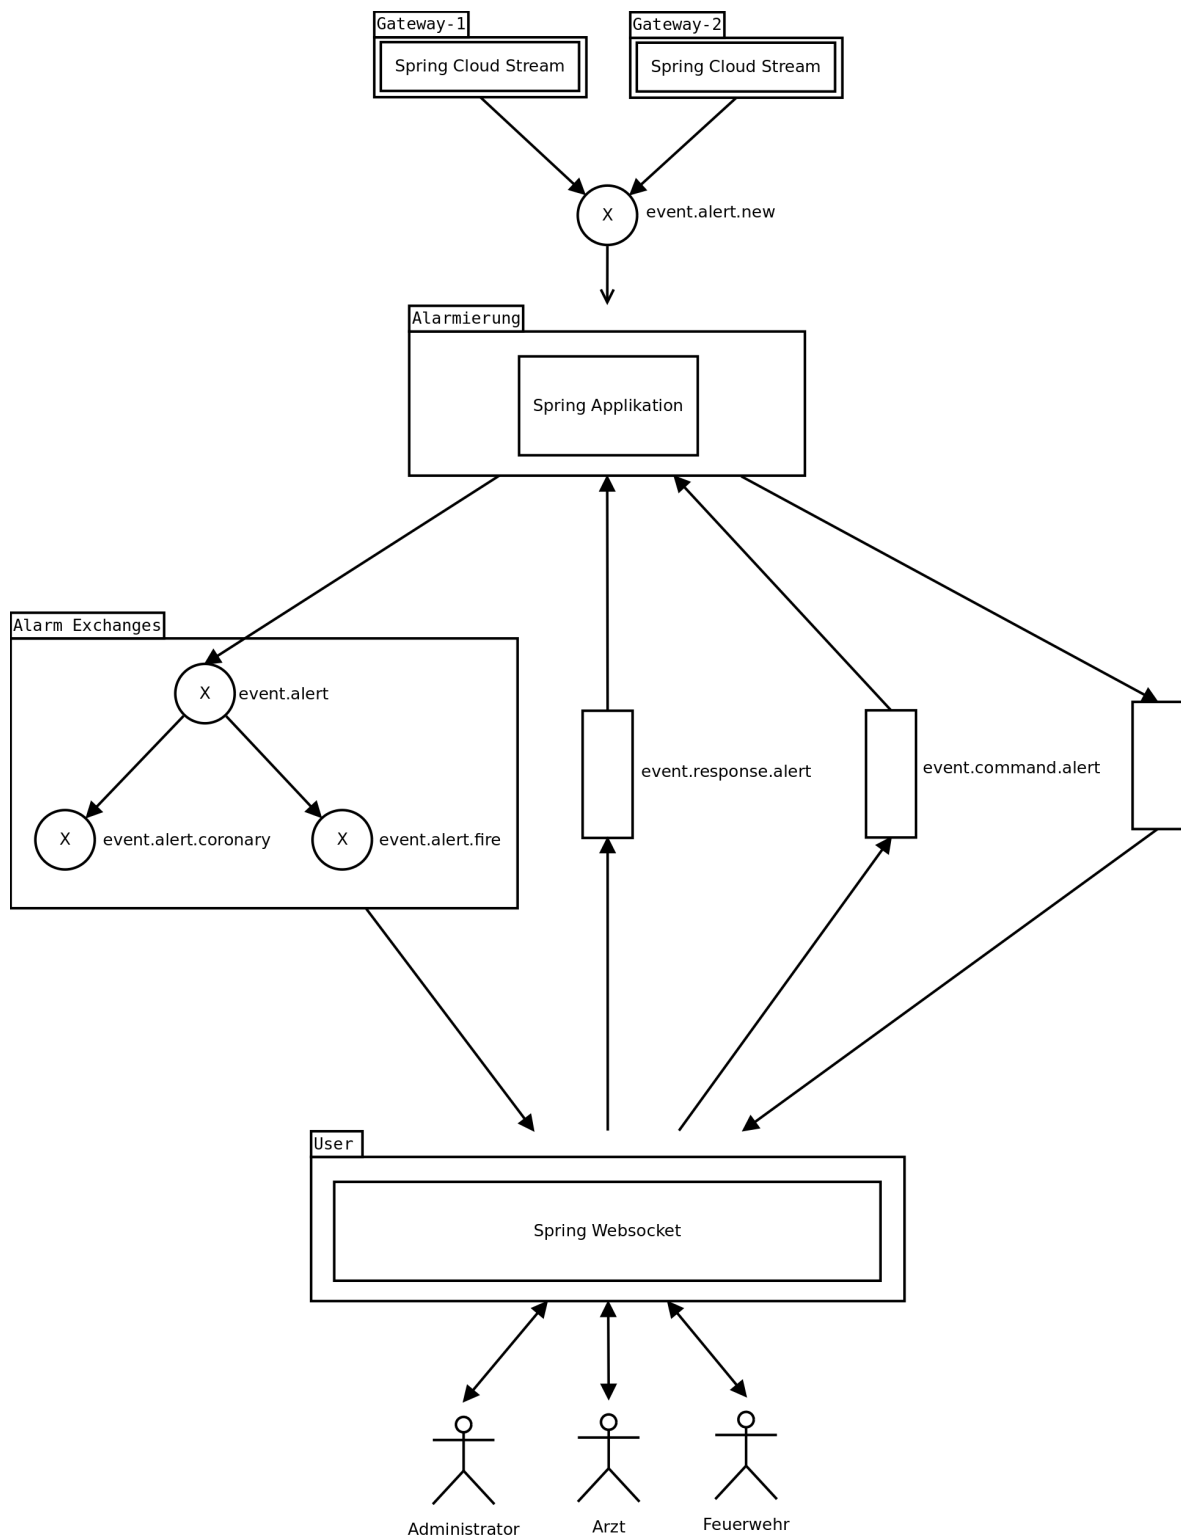 Gateway-1
Gateway-2
Spring Cloud Stream
Spring Cloud Stream
X
event.alert.new
Alarmierung
Spring Applikation
Alarm Exchanges
X
event.alert
event.response.alert
event.command.alert
X
event.alert.coronary
X
event.alert.fire
User
Spring Websocket
Administrator
Arzt
Feuerwehr